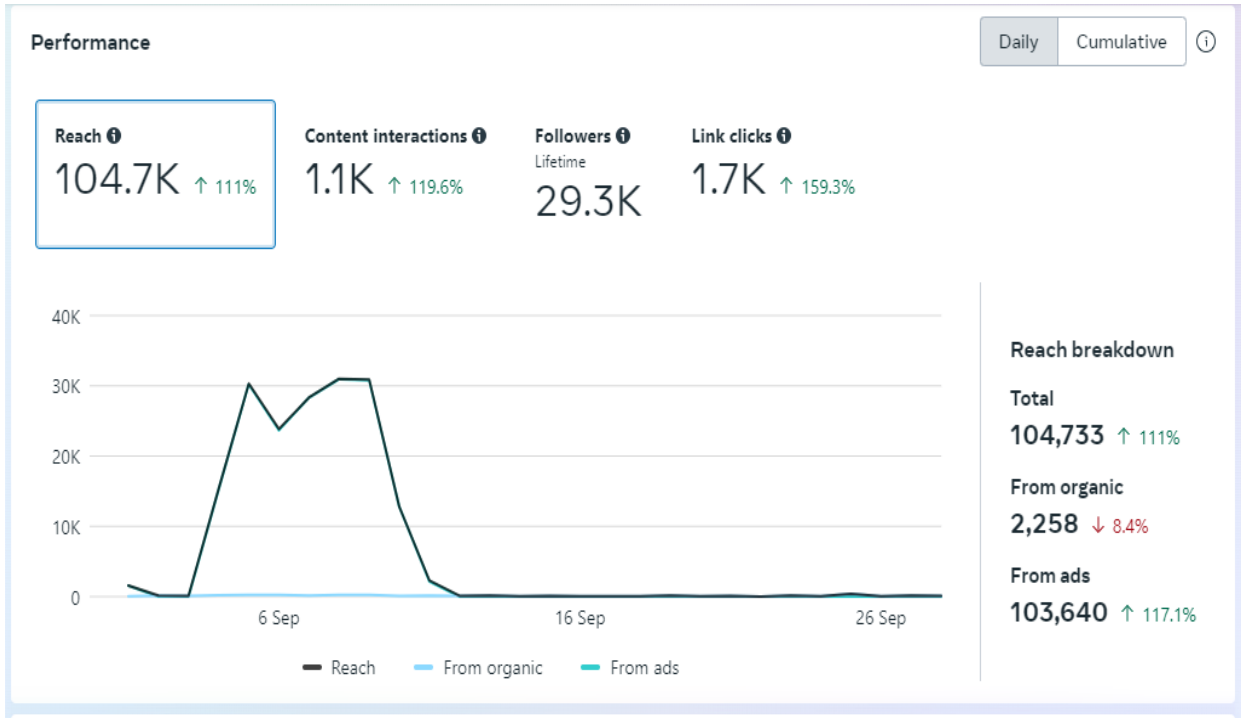 Performance
Daily Cumulative
Reach Content interactions Followers Link clicks
Lifetime
104.7K ↑ 111% 1.1K ↑ 119.6% 29.3K 1.7K ↑ 159.3%
40K
30K
20K
10K
0
6 Sep 16 Sep 26 Sep
Reach From organic From ads
Reach breakdown
Total
104,733 ↑ 111%
From organic
2,258 ↓ 8.4%
From ads
103,640 ↑ 117.1%